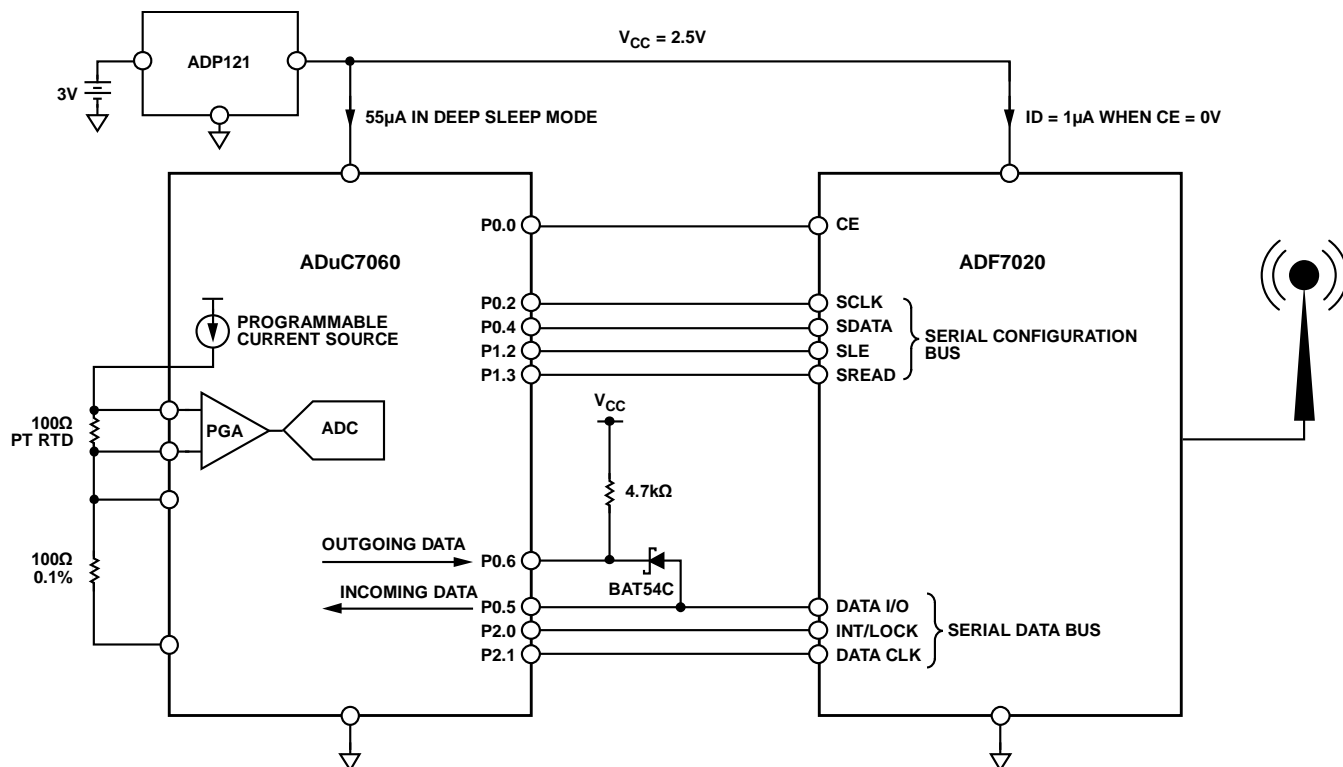 ADP121
V_CC = 2.5V
3V
55µA IN DEEP SLEEP MODE
ID = 1µA WHEN CE = 0V
P0.0
CE
ADuC7060
ADF7020
P0.2
SCLK
PROGRAMMABLE
CURRENT SOURCE
P0.4
SDATA
SERIAL CONFIGURATION
BUS
P1.2
SLE
P1.3
SREAD
100Ω
PT RTD
PGA
ADC
V_CC
4.7kΩ
OUTGOING DATA
P0.6
100Ω
0.1%
BAT54C
INCOMING DATA
P0.5
DATA I/O
P2.0
INT/LOCK
SERIAL DATA BUS
P2.1
DATA CLK